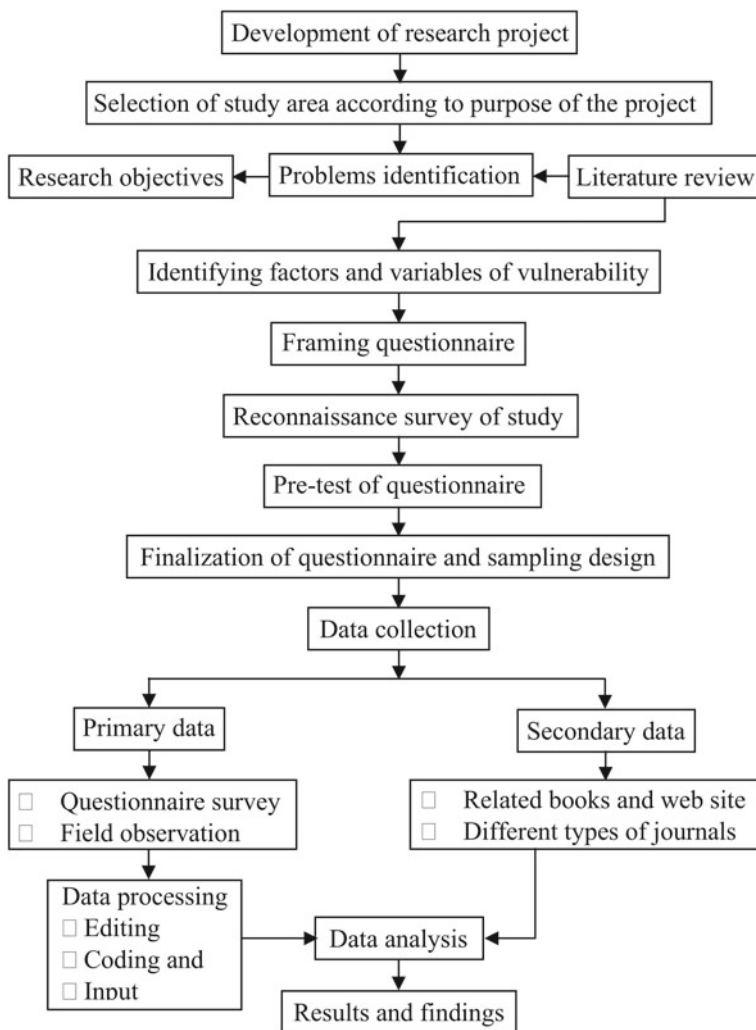 Development of research project
Selection of study area according to purpose of the project
Research objectives
Problems identification
Literature review
Identifying factors and variables of vulnerability
Framing questionnaire
Reconnaissance survey of study
Pre-test of questionnaire
Finalization of questionnaire and sampling design
Data collection
Primary data
Secondary data
Questionnaire survey
Field observation
Related books and web site
Different types of journals
Data processing
Editing
Coding and
Input
Data analysis
Results and findings